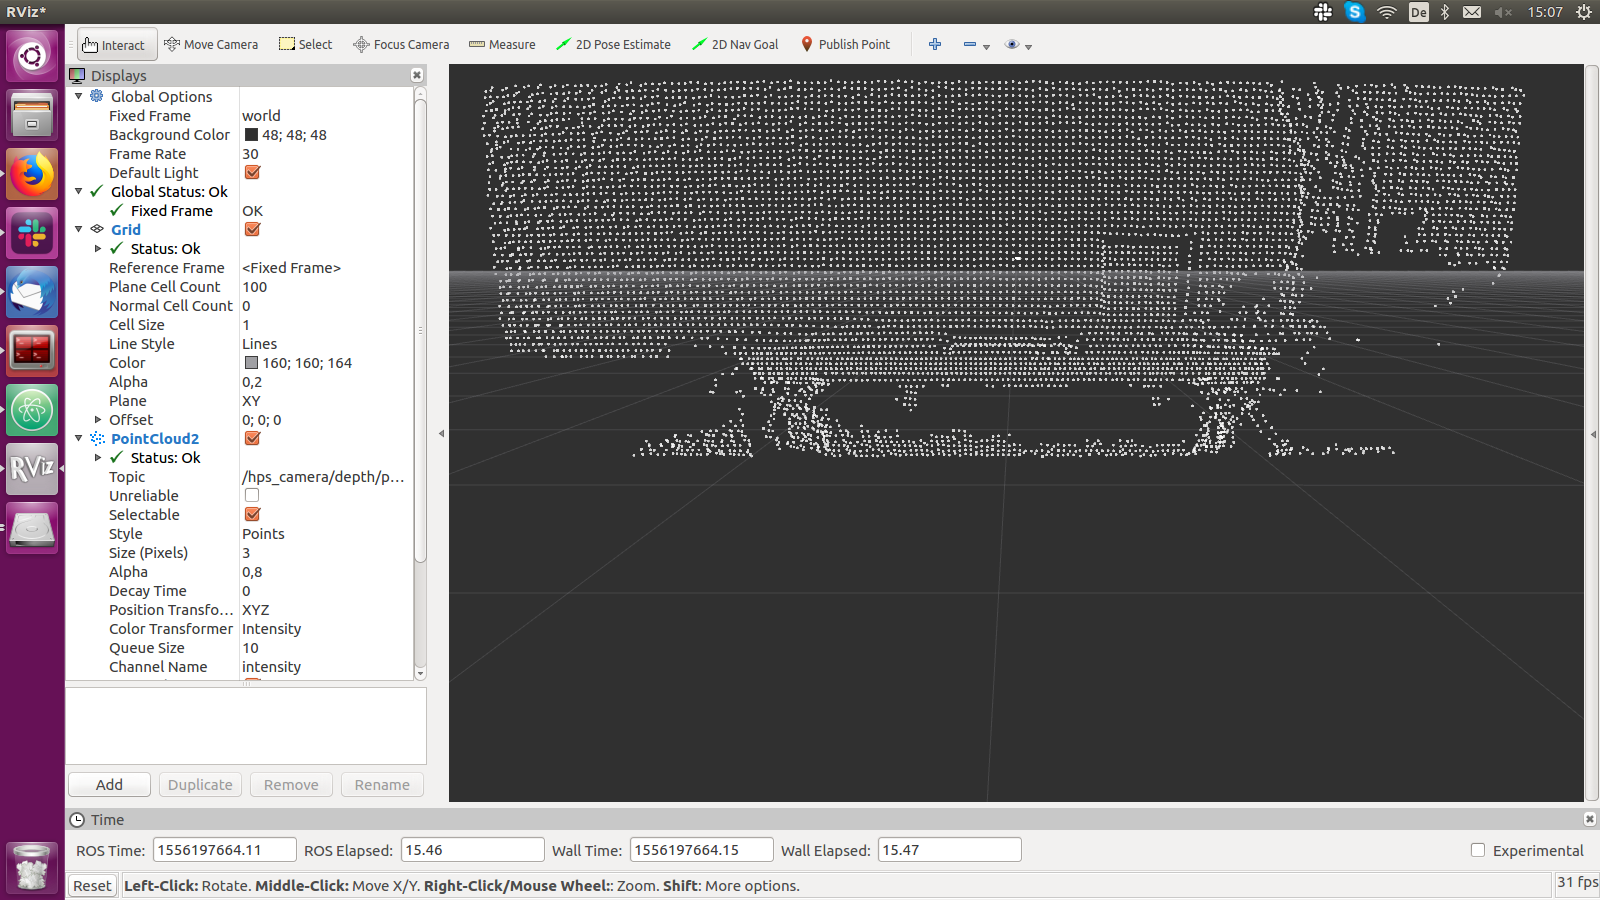 RViz*
De
15:07
Interact
Move Camera
Select
Focus Camera
Measure
2D Pose Estimate
2D Nav Goal
Publish Point
Displays
Global Options
Fixed Frame world
Background Color 48; 48; 48
Frame Rate 30
Default Light
Global Status: Ok
Fixed Frame OK
Grid
Status: Ok
Reference Frame <Fixed Frame>
Plane Cell Count 100
Normal Cell Count 0
Cell Size 1
Line Style Lines
Color 160; 160; 164
Alpha 0,2
Plane XY
Offset 0; 0; 0
PointCloud2
Status: Ok
Topic /hps_camera/depth/p...
Unreliable
Selectable
Style Points
Size (Pixels) 3
Alpha 0,8
Decay Time 0
Position Transfo... XYZ
Color Transformer Intensity
Queue Size 10
Channel Name intensity
RViz
Add
Duplicate
Remove
Rename
Time
ROS Time: 1556197664.11 ROS Elapsed: 15.46 Wall Time: 1556197664.15 Wall Elapsed: 15.47 Experimental
Reset Left-Click: Rotate. Middle-Click: Move X/Y. Right-Click/Mouse Wheel:: Zoom. Shift: More options. 31 fps